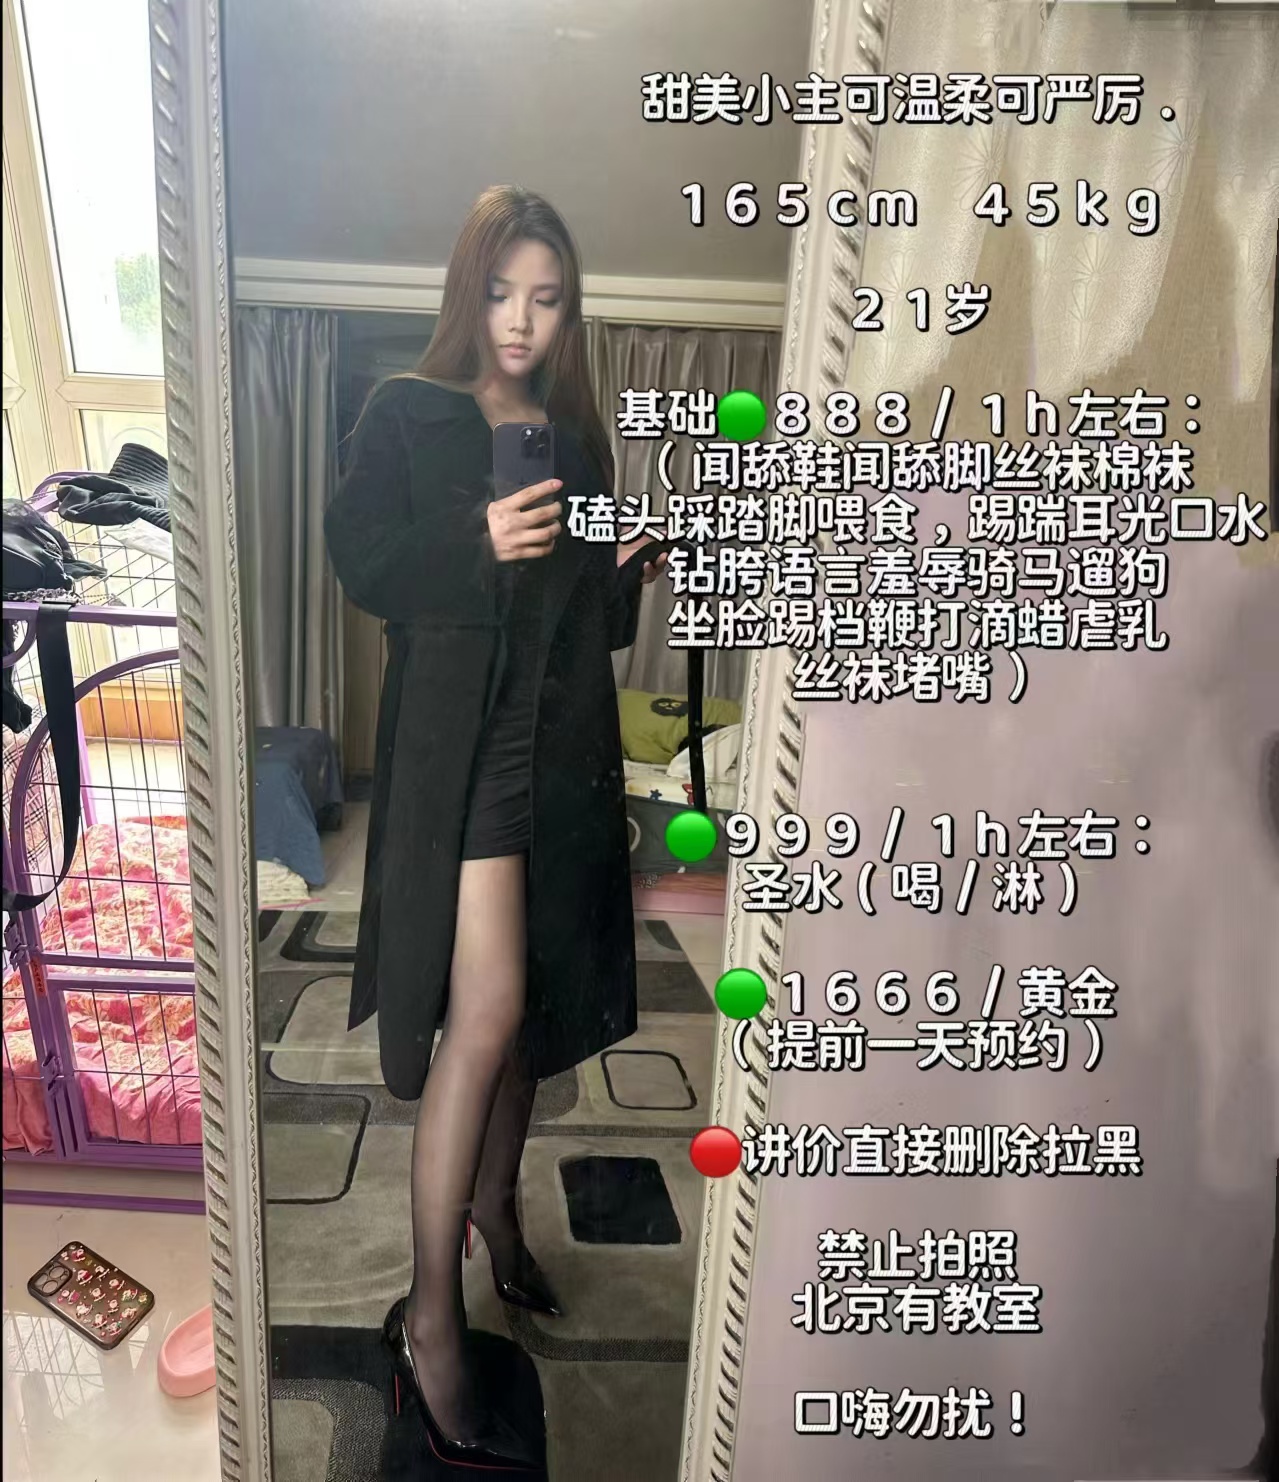 甜美小主可温柔可严厉.
165cm 45kg
21岁
基础🟢888/1h左右：
（闻舔鞋闻舔脚丝袜棉袜
磕头踩踏脚喂食，踢踹耳光口水
钻胯语言羞辱骑马遛狗
坐脸踢档鞭打滴蜡虐乳
丝袜堵嘴）
🟢999/1h左右：
圣水(喝/淋)
🟢1666/黄金
（提前一天预约）
🔴讲价直接删除拉黑
禁止拍照
北京有教室
口嗨勿扰！